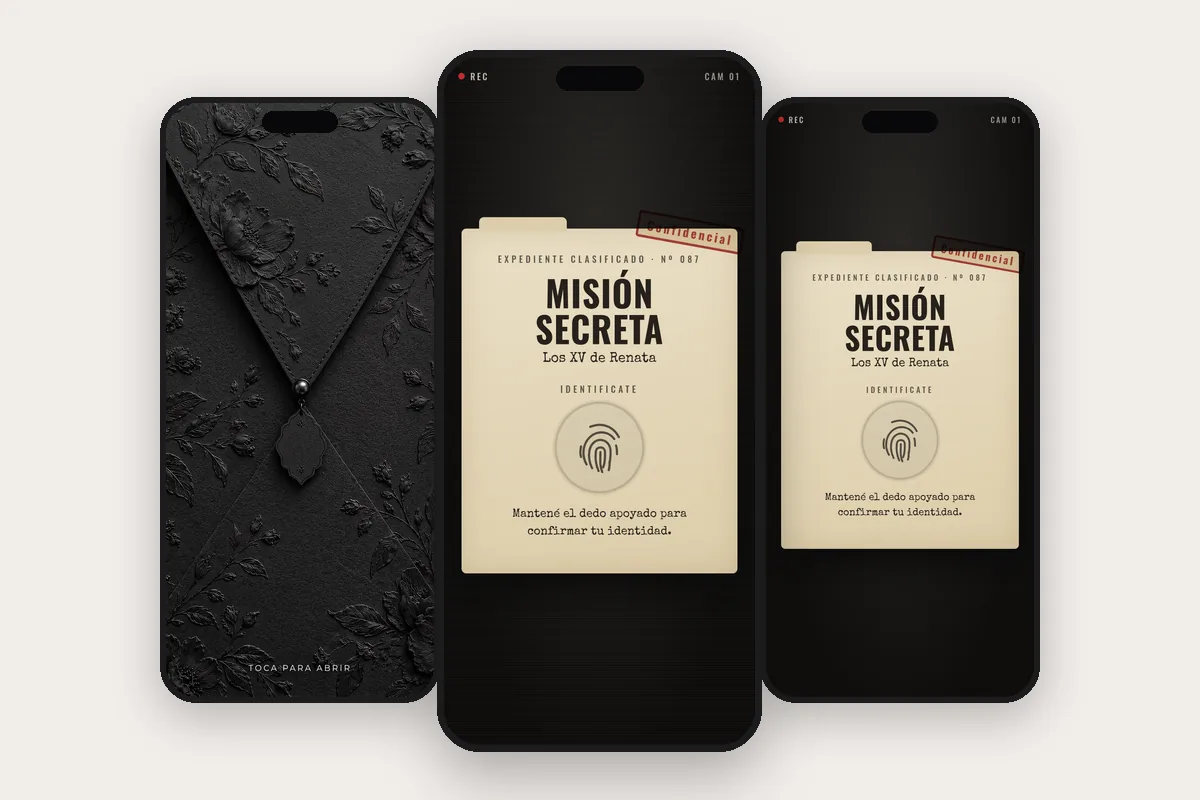 TOCA PARA ABRIR
REC
CAM 01
Confidencial
EXPEDIENTE CLASIFICADO · Nº 087
MISIÓN
SECRETA
Los XV de Renata
IDENTIFICATE
Mantené el dedo apoyado para
confirmar tu identidad.
REC
CAM 01
Confidencial
EXPEDIENTE CLASIFICADO · Nº 087
MISIÓN
SECRETA
Los XV de Renata
IDENTIFICATE
Mantené el dedo apoyado para
confirmar tu identidad.